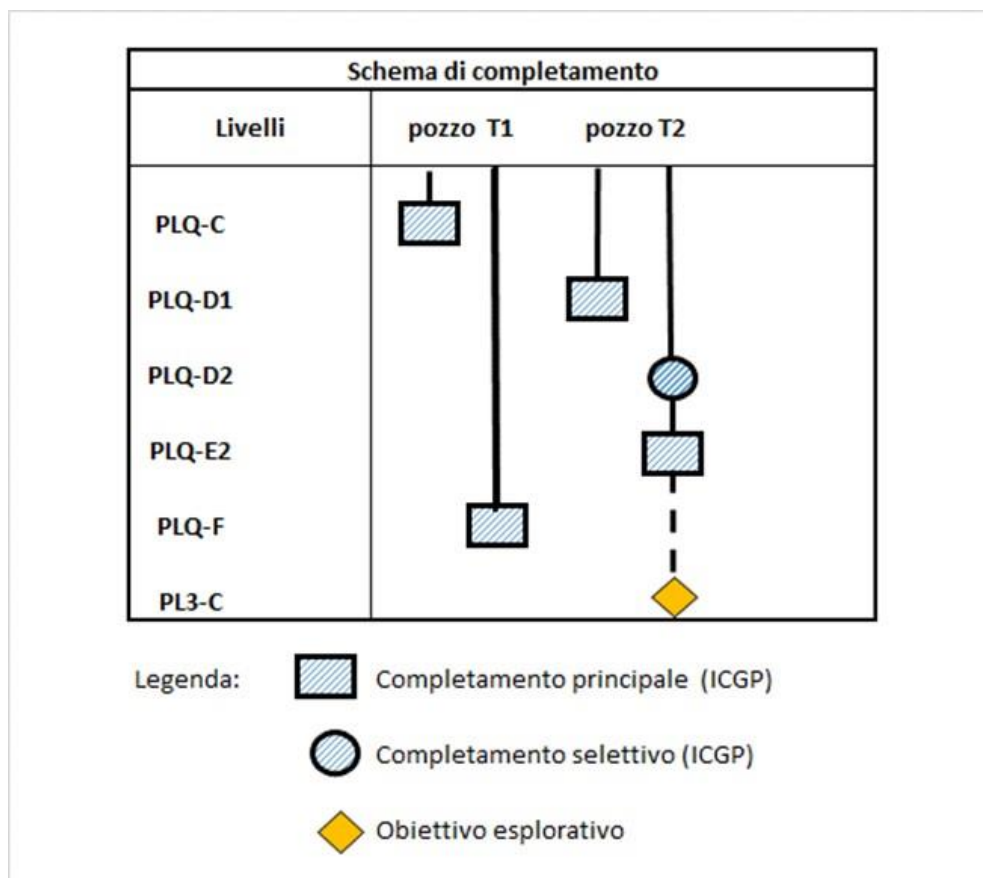 Schema di completamento
Livelli pozzo T1 pozzo T2
PLQ-C
PLQ-D1
PLQ-D2
PLQ-E2
PLQ-F
PL3-C
Legenda: Completamento principale (ICGP)
Completamento selettivo (ICGP)
Obiettivo esplorativo